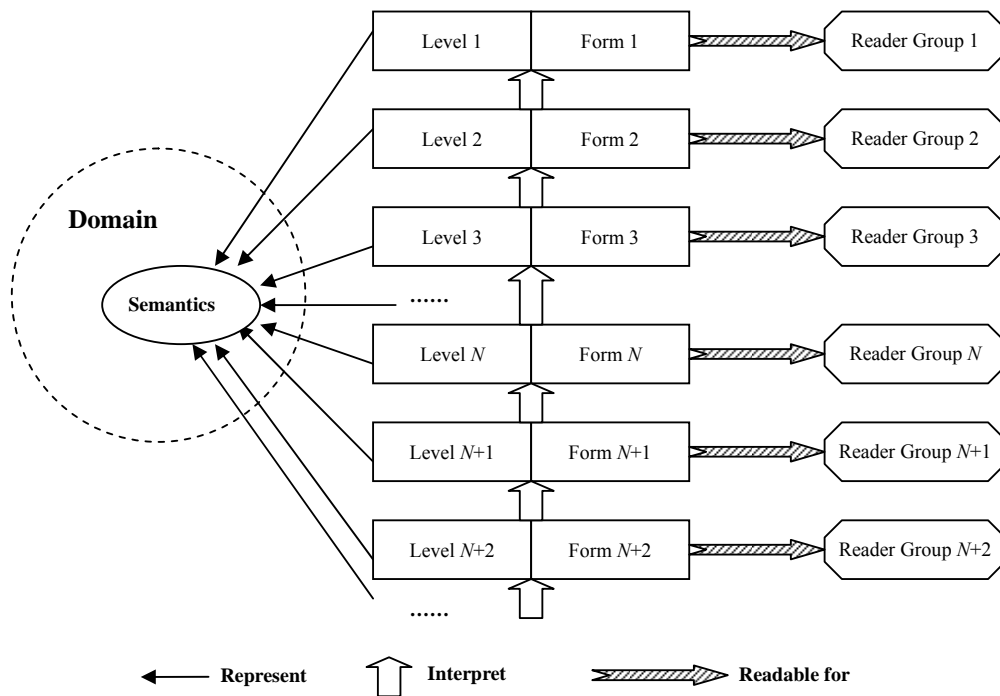 Level 1 Form 1 Reader Group 1
Level 2 Form 2 Reader Group 2
Domain
Level 3 Form 3 Reader Group 3
Semantics
......
Level N Form N Reader Group N
Level N+1 Form N+1 Reader Group N+1
Level N+2 Form N+2 Reader Group N+2
......
Represent Interpret Readable for